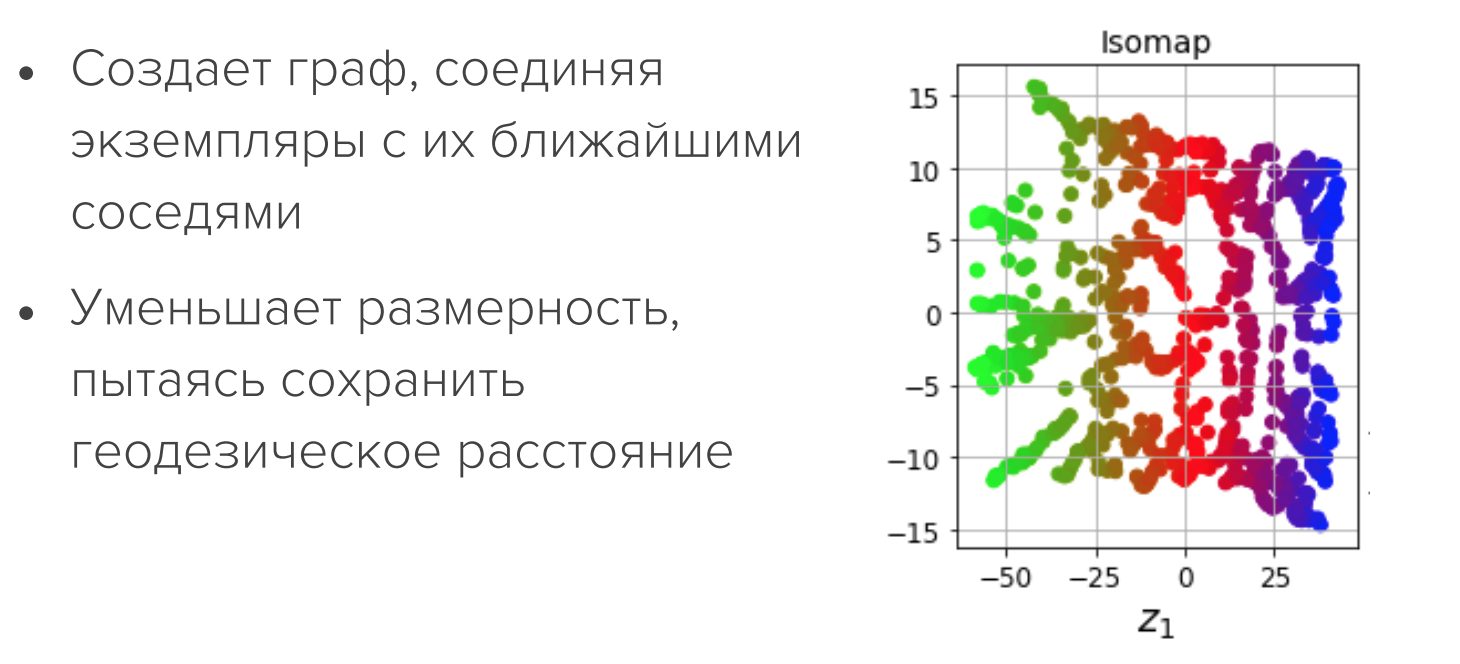 • Создает граф, соединяя
экземпляры с их ближайшими
соседями
• Уменьшает размерность,
пытаясь сохранить
геодезическое расстояние
Isomap
15
10
5
0
−5
−10
−15
−50 −25 0 25
z₁